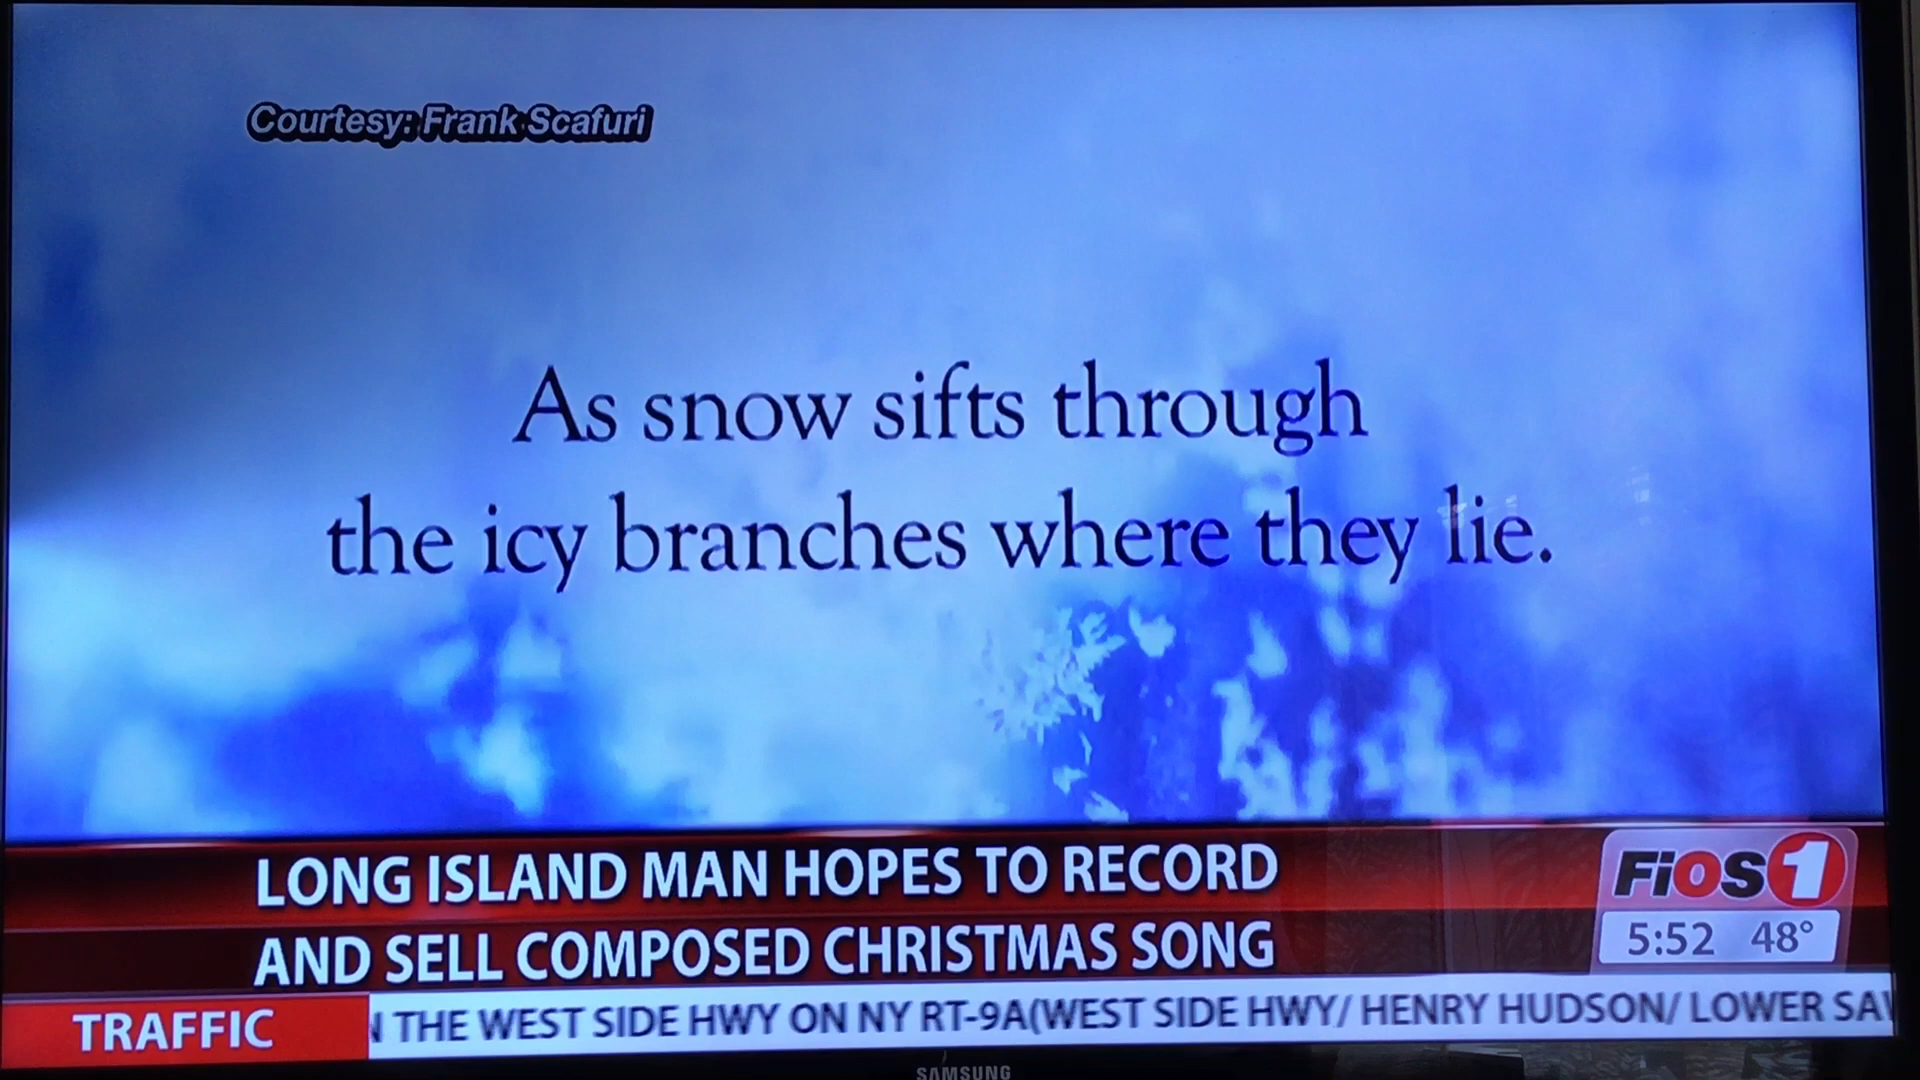 Courtesy: Frank Scafuri
As snow sifts through
the icy branches where they lie.
LONG ISLAND MAN HOPES TO RECORD
AND SELL COMPOSED CHRISTMAS SONG
FiOS1
5:52 48°
TRAFFIC
THE WEST SIDE HWY ON NY RT-9A(WEST SIDE HWY/ HENRY HUDSON/ LOWER
SAMSUNG